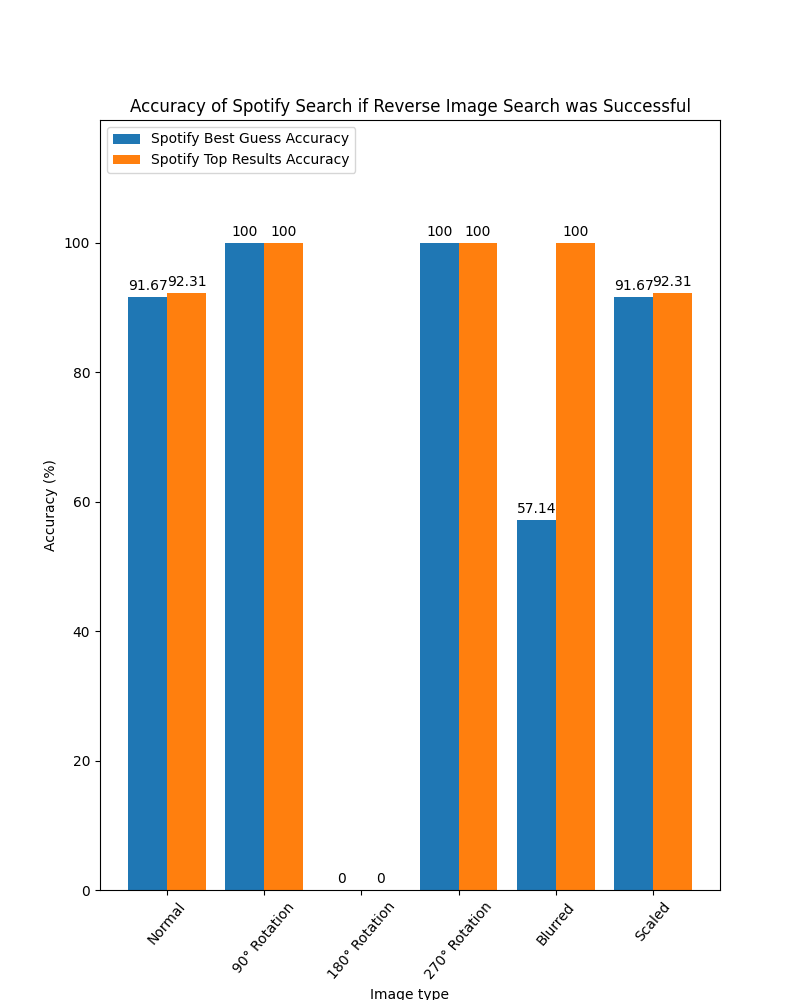 Accuracy of Spotify Search if Reverse Image Search was Successful
Spotify Best Guess Accuracy
Spotify Top Results Accuracy
100 100 100 100 100
100
91.67 92.31 91.67 92.31
80
60
57.14
Accuracy (%)
40
20
0 0
0
Normal 90° Rotation 180° Rotation 270° Rotation Blurred Scaled
Image type